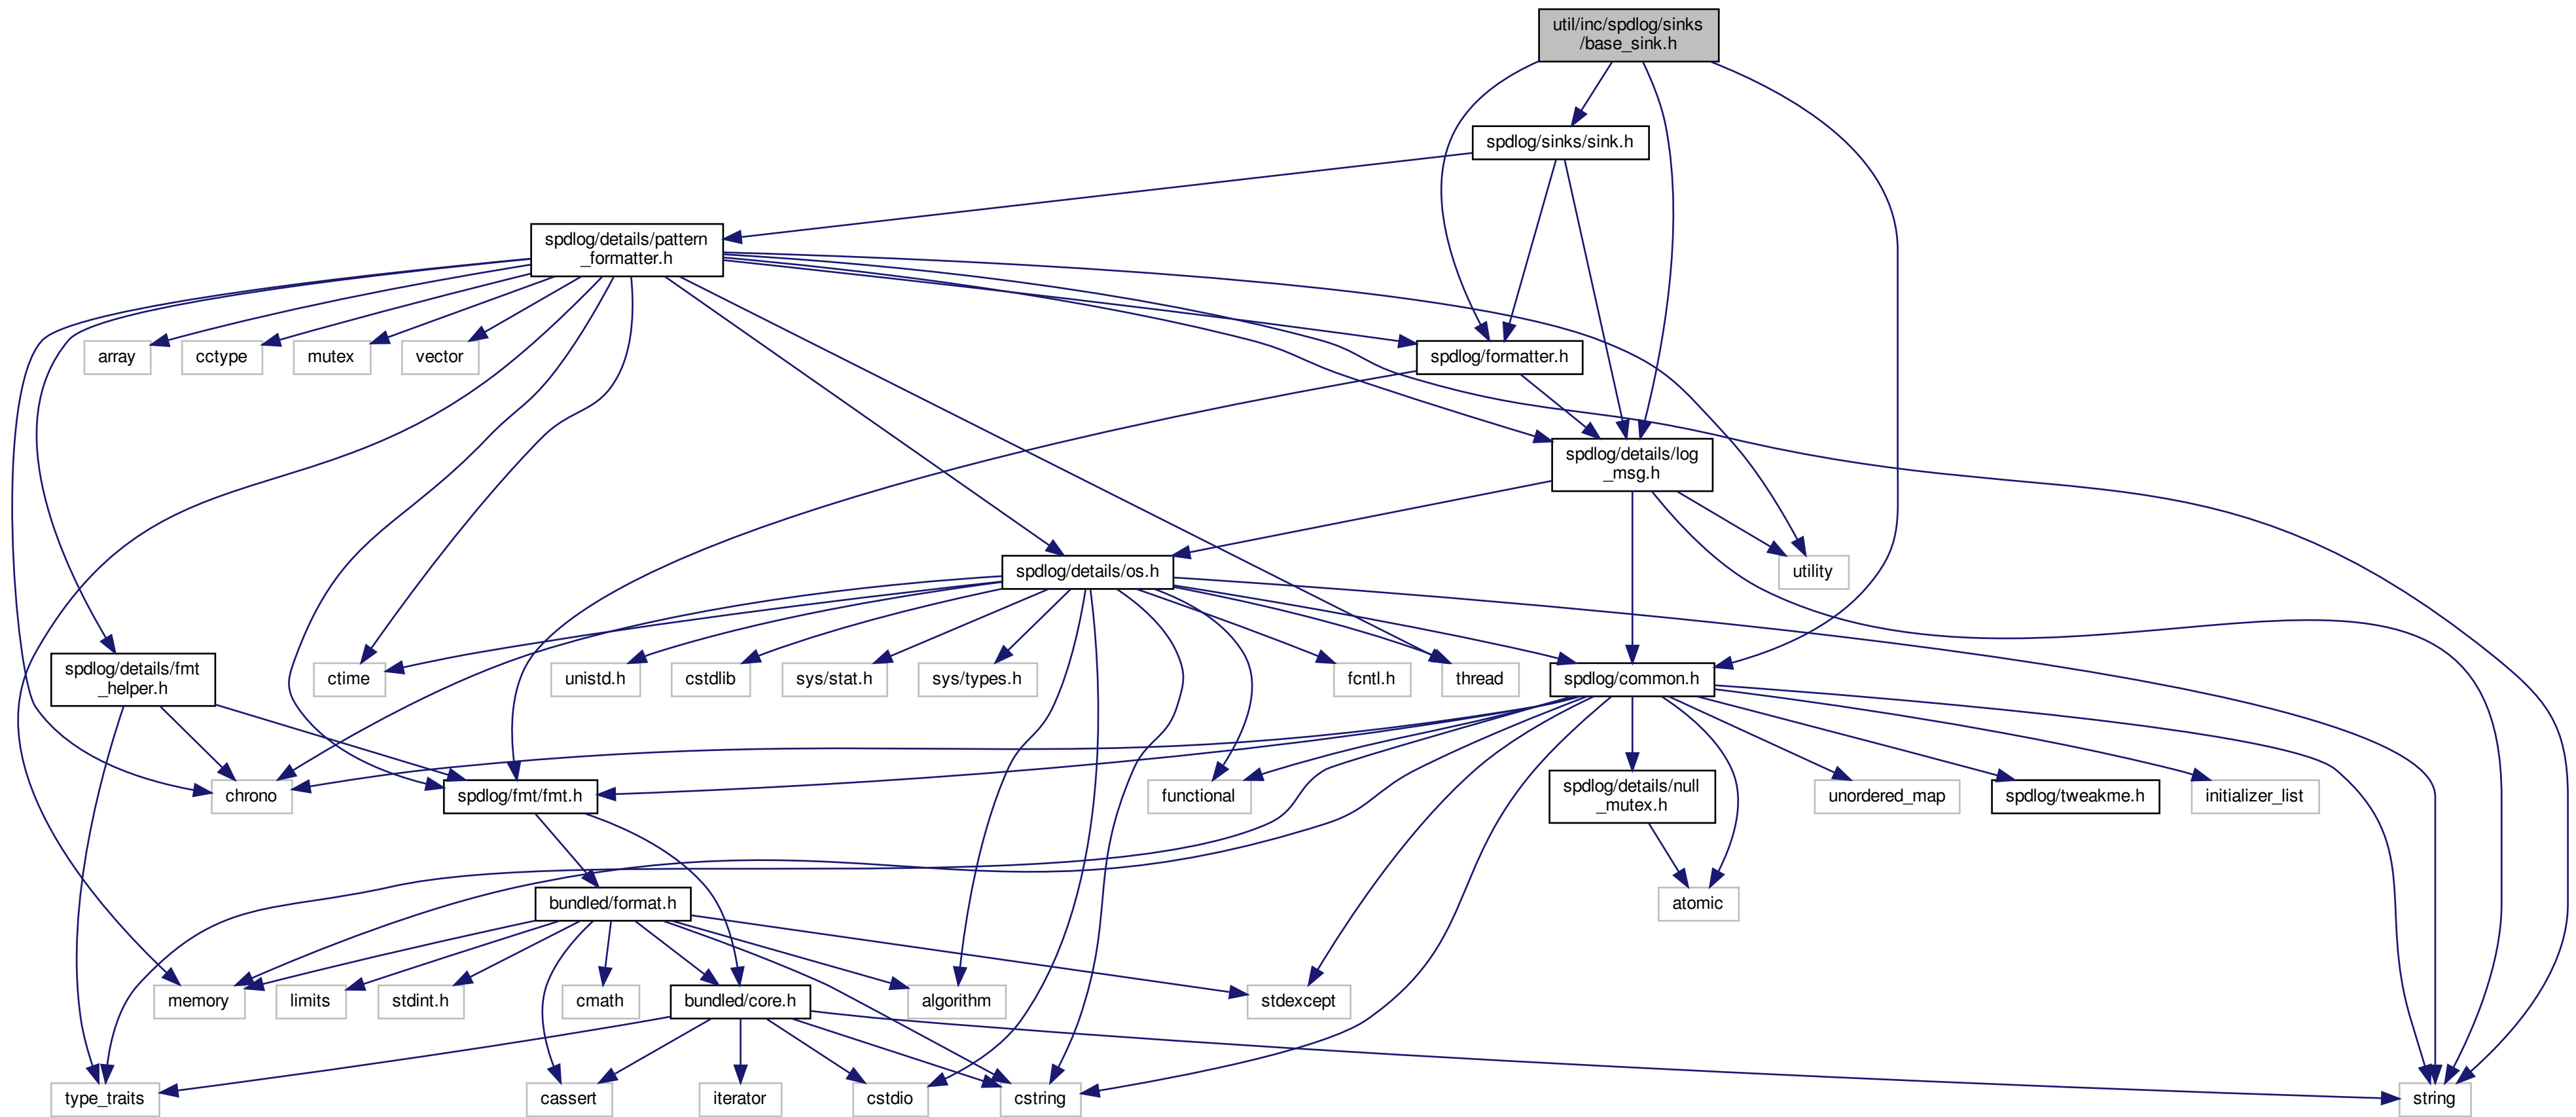 util/inc/spdlog/sinks
/base_sink.h
spdlog/sinks/sink.h
spdlog/details/pattern
_formatter.h
array
cctype
mutex
vector
spdlog/formatter.h
spdlog/details/log
_msg.h
spdlog/details/os.h
utility
spdlog/details/fmt
_helper.h
ctime
unistd.h
cstdlib
sys/stat.h
sys/types.h
fcntl.h
thread
spdlog/common.h
chrono
spdlog/fmt/fmt.h
functional
spdlog/details/null
_mutex.h
unordered_map
spdlog/tweakme.h
initializer_list
bundled/format.h
atomic
memory
limits
stdint.h
cmath
bundled/core.h
algorithm
stdexcept
type_traits
cassert
iterator
cstdio
cstring
string